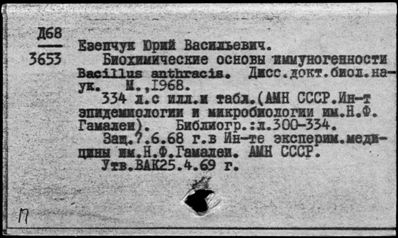 Д68
3653
Езепчук Юрий Васильевич.
Биохимические основы иммуногенности
Bacillus anthracis. Дисс.докт.биол.на-
ук. М.,1968.
334 л.с илл.и табл.(АМН СССР.Ин-т
эпидемиологии и микробиологии им.Н.Ф.
Гамалеи). Библиогр.:л.300-334.
Защ.7.6.68 г.в Ин-те эксперим.меди-
цины им.Н.Ф.Гамалеи. АМН СССР.
Утв.ВАК25.4.69 г.